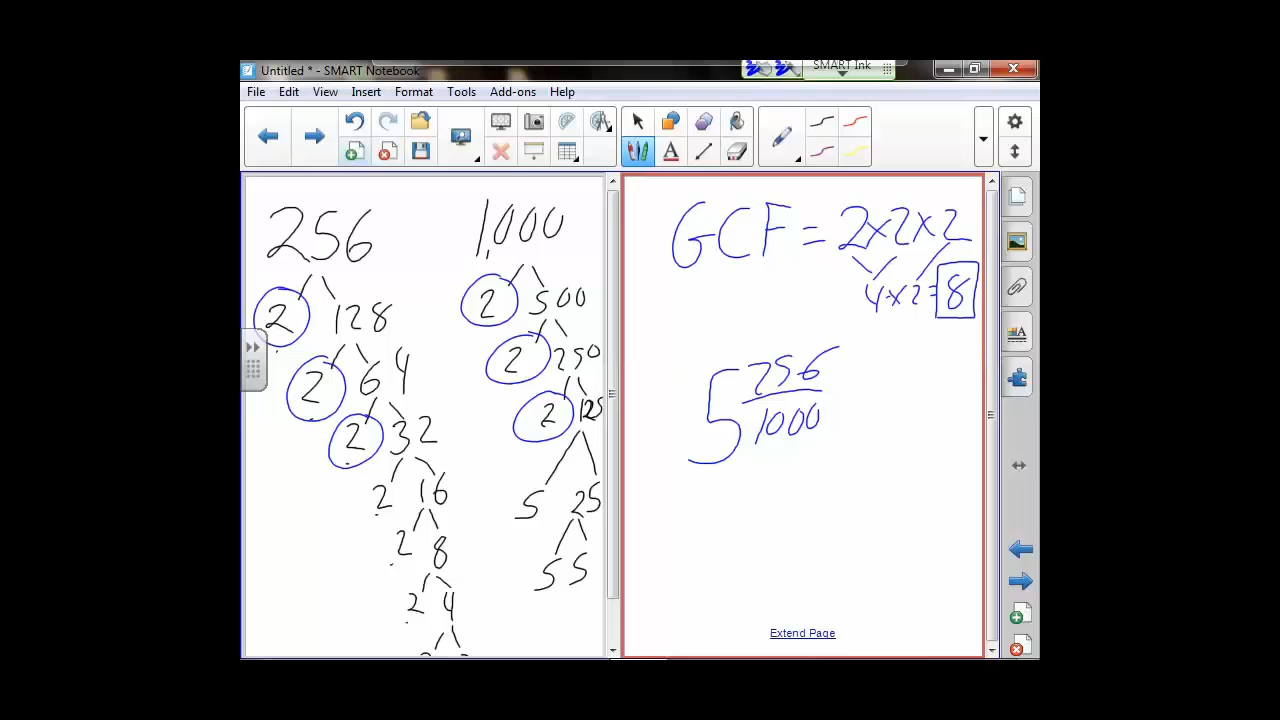 Untitled * - SMART Notebook
SMART Ink
File Edit View Insert Format Tools Add-ons Help
256
2 128
2 64
2 32
2 16
2 8
2 4
1,000
2 500
2 250
2 125
5 25
5 5
GCF = 2x2x2
4x2=8
5 256
1000
Extend Page